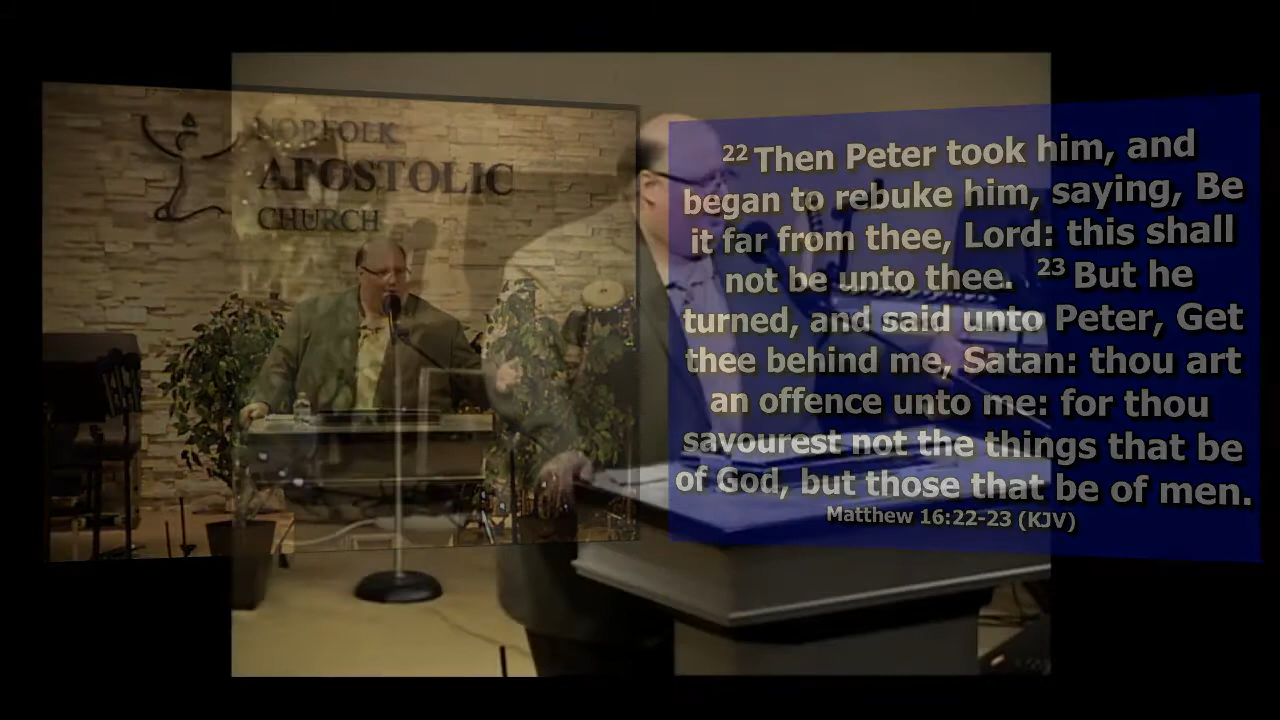 NORFOLK
APOSTOLIC
CHURCH
22 Then Peter took him, and
began to rebuke him, saying, Be
it far from thee, Lord: this shall
not be unto thee. 23 But he
turned, and said unto Peter, Get
thee behind me, Satan: thou art
an offence unto me: for thou
savourest not the things that be
of God, but those that be of men.
Matthew 16:22-23 (KJV)